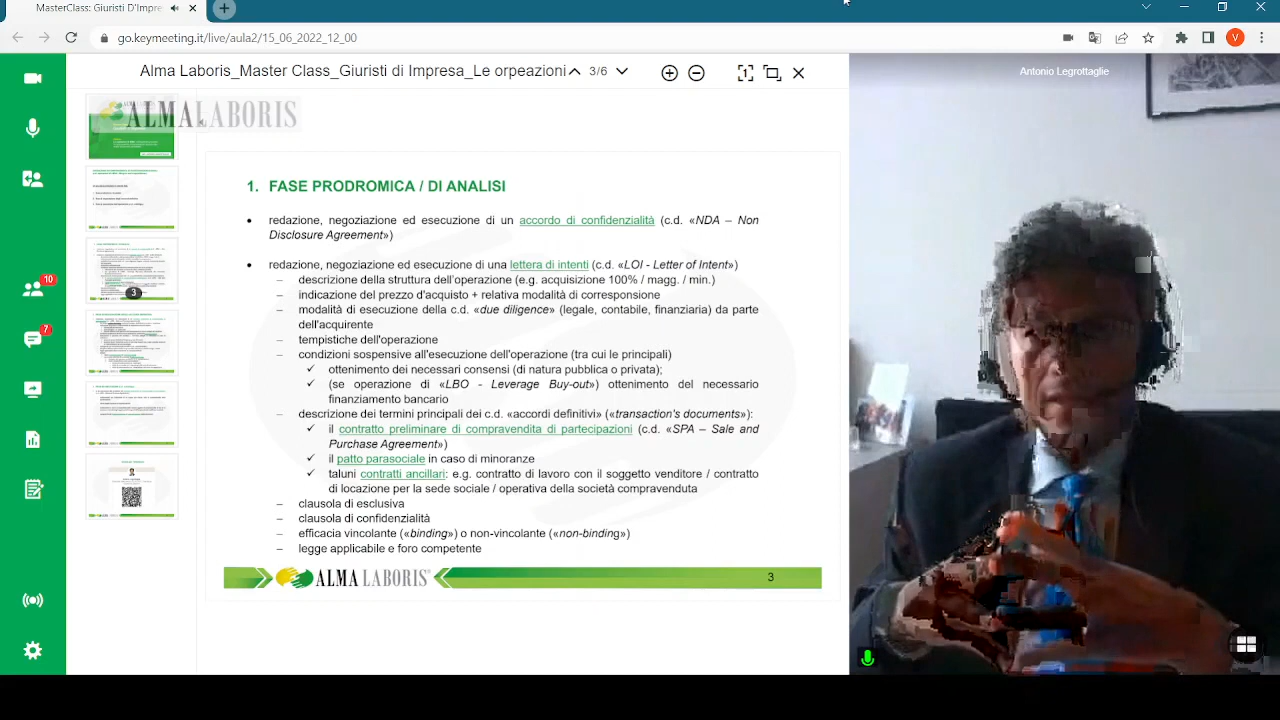 MasterClass: Giuristi D'Impre
go.keymeeting.it/live/aula2/15_06_2022_12_00
V
Alma Laboris_Master Class_Giuristi di Impresa_Le orpeazioni
3/6
Antonio Legrottaglie
ALMALABORIS
1. FASE PRODROMICA / DI ANALISI
• redazione, negoziazione ed esecuzione di un accordo di confidenzialità (c.d. «NDA – Non
Disclosure Agreement»)
• redazione, negoziazione ed esecuzione di una lettera di intenti (c.d. «LOI - Letter of Intent»)
– descrizione della struttura dell'operazione (e.g. acquisizione 100% / magg. / min.)
– indicazione del prezzo d'acquisto + relativa modalità di corresponsione
– modalità di esecuzione della c.d. «due diligence» (legale, contabile, finanziaria) da parte
dell'acquirente
– tempistiche dell'operazione
– condizioni sospensive all'esecuzione dell'operazione (tra cui le principali)
✓ ottenimento dei necessari consensi (di natura pubblica o privata);
✓ (se operazione di «LBO - Leveraged Buy-out») ottenimento del necessario
finanziamento bancario
– definizione dei termini principali dei c.d. «accordi definitivi» («transaction's documents»):
✓ il contratto preliminare di compravendita di partecipazioni (c.d. «SPA – Sale and
Purchase Agreement»)
✓ il patto parasociale in caso di minoranze
✓ taluni contratti ancillari: e.g. contratto di lavoro con il soggetto venditore / contratto
di locazione per la sede sociale / operativa della società compravenduta
– clausola di esclusiva
– clausola di confidenzialità
– efficacia vincolante («binding») o non-vincolante («non-binding»)
– legge applicabile e foro competente
ALMA LABORIS®
3
10
7
3